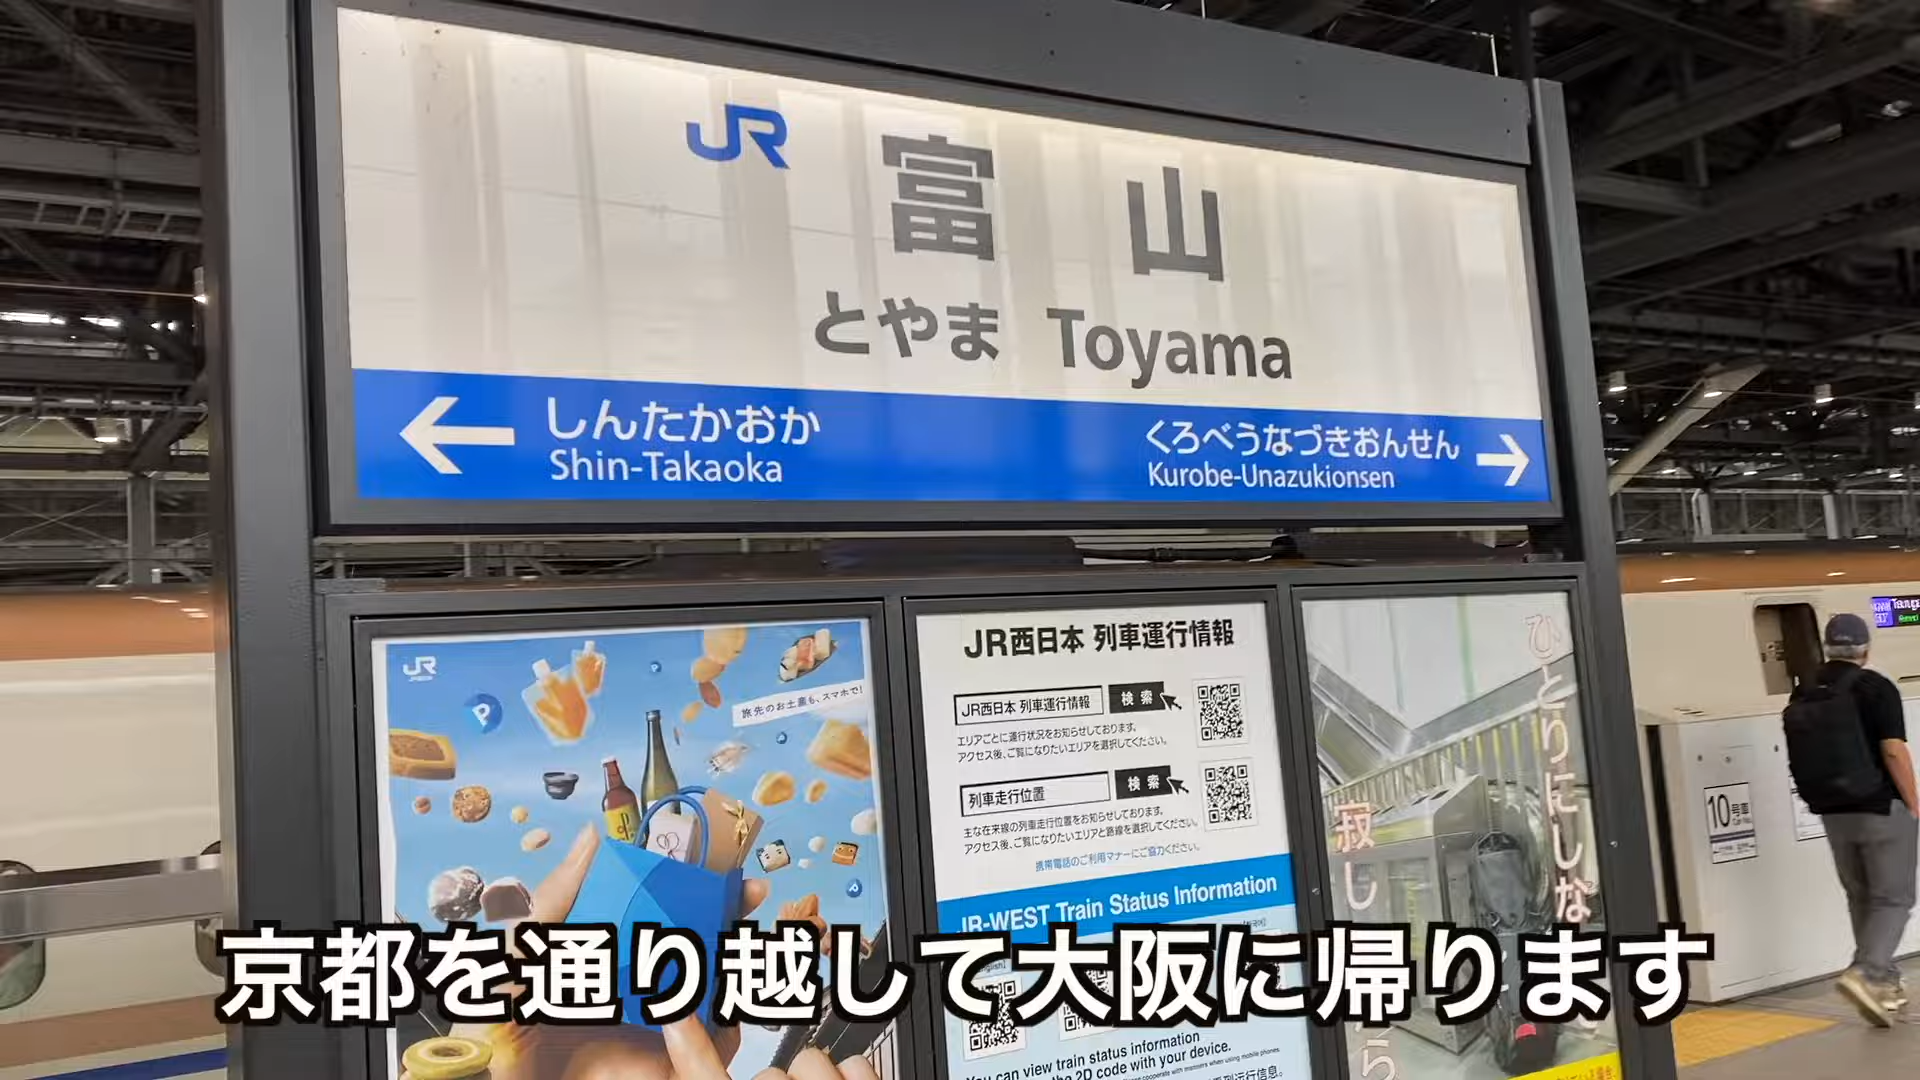 JR 富山
とやま Toyama
← しんたかおか
Shin-Takaoka
くろべうなづきおんせん →
Kurobe-Unazukionsen
JR
旅先のお土産も、スマホで!
JR西日本 列車運行情報
JR西日本 列車運行情報 検索
エリアごとに運行状況をお知らせしております。
アクセス後、ご覧になりたいエリアを選択してください。
列車走行位置 検索
主な在来線の列車走行位置をお知らせしております。
アクセス後、ご覧になりたいエリアと路線を選択してください。
携帯電話のご利用マナーにご協力ください。
JR-WEST Train Status Information
You can view train status information
2D code with your device.
ひとりにしな
寂し
10号車
京都を通り越して大阪に帰ります